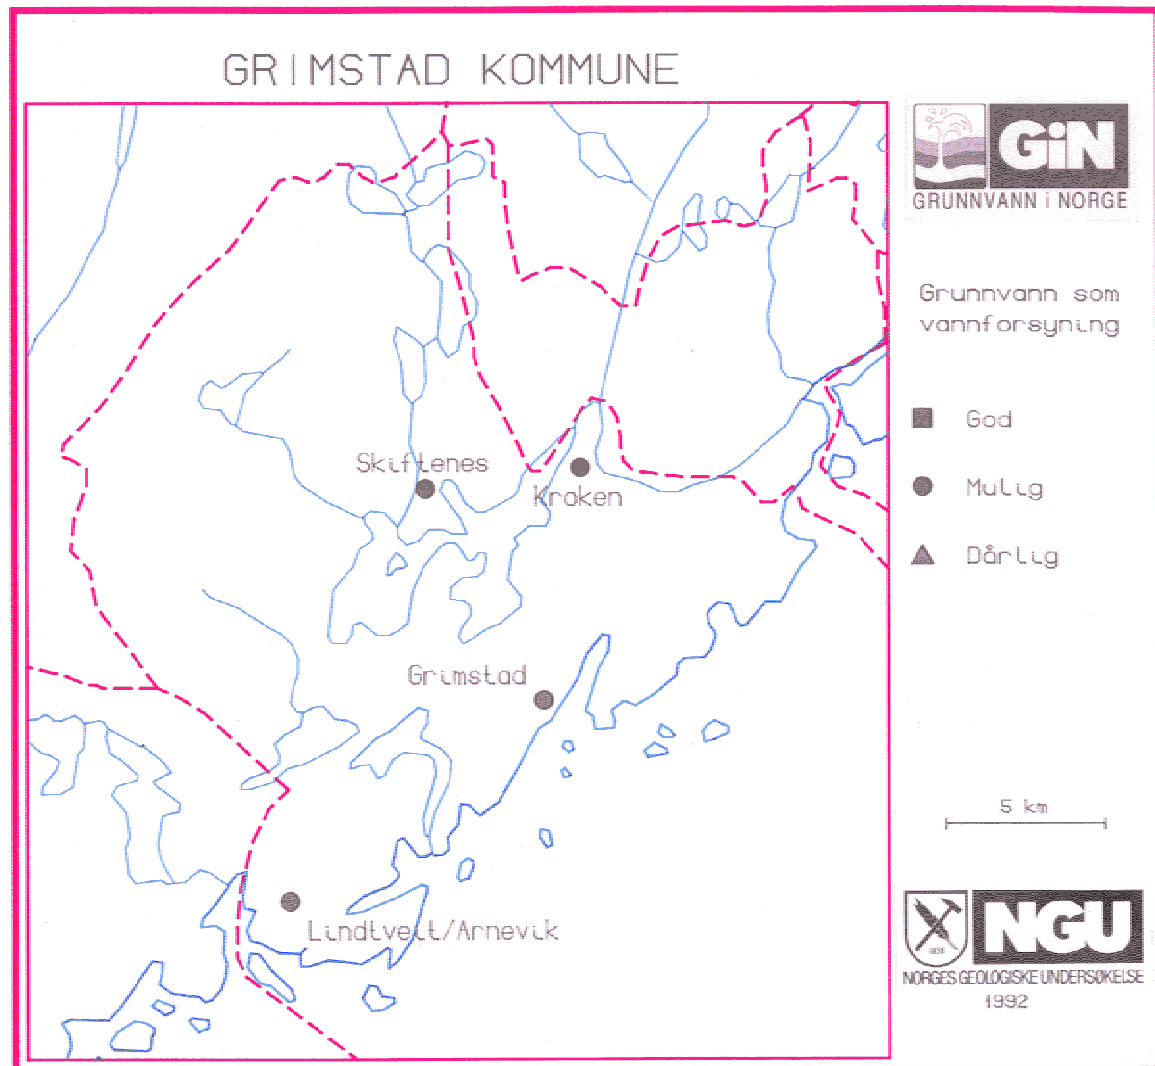 GRIMSTAD KOMMUNE
GiN
GRUNNVANN i NORGE
Grunnvann som
vannforsyning
God
Mulig
Dårlig
Skiftenes
Kroken
Grimstad
Lindtveit/Arnevik
5 km
NGU
NORGES GEOLOGISKE UNDERSØKELSE
1992